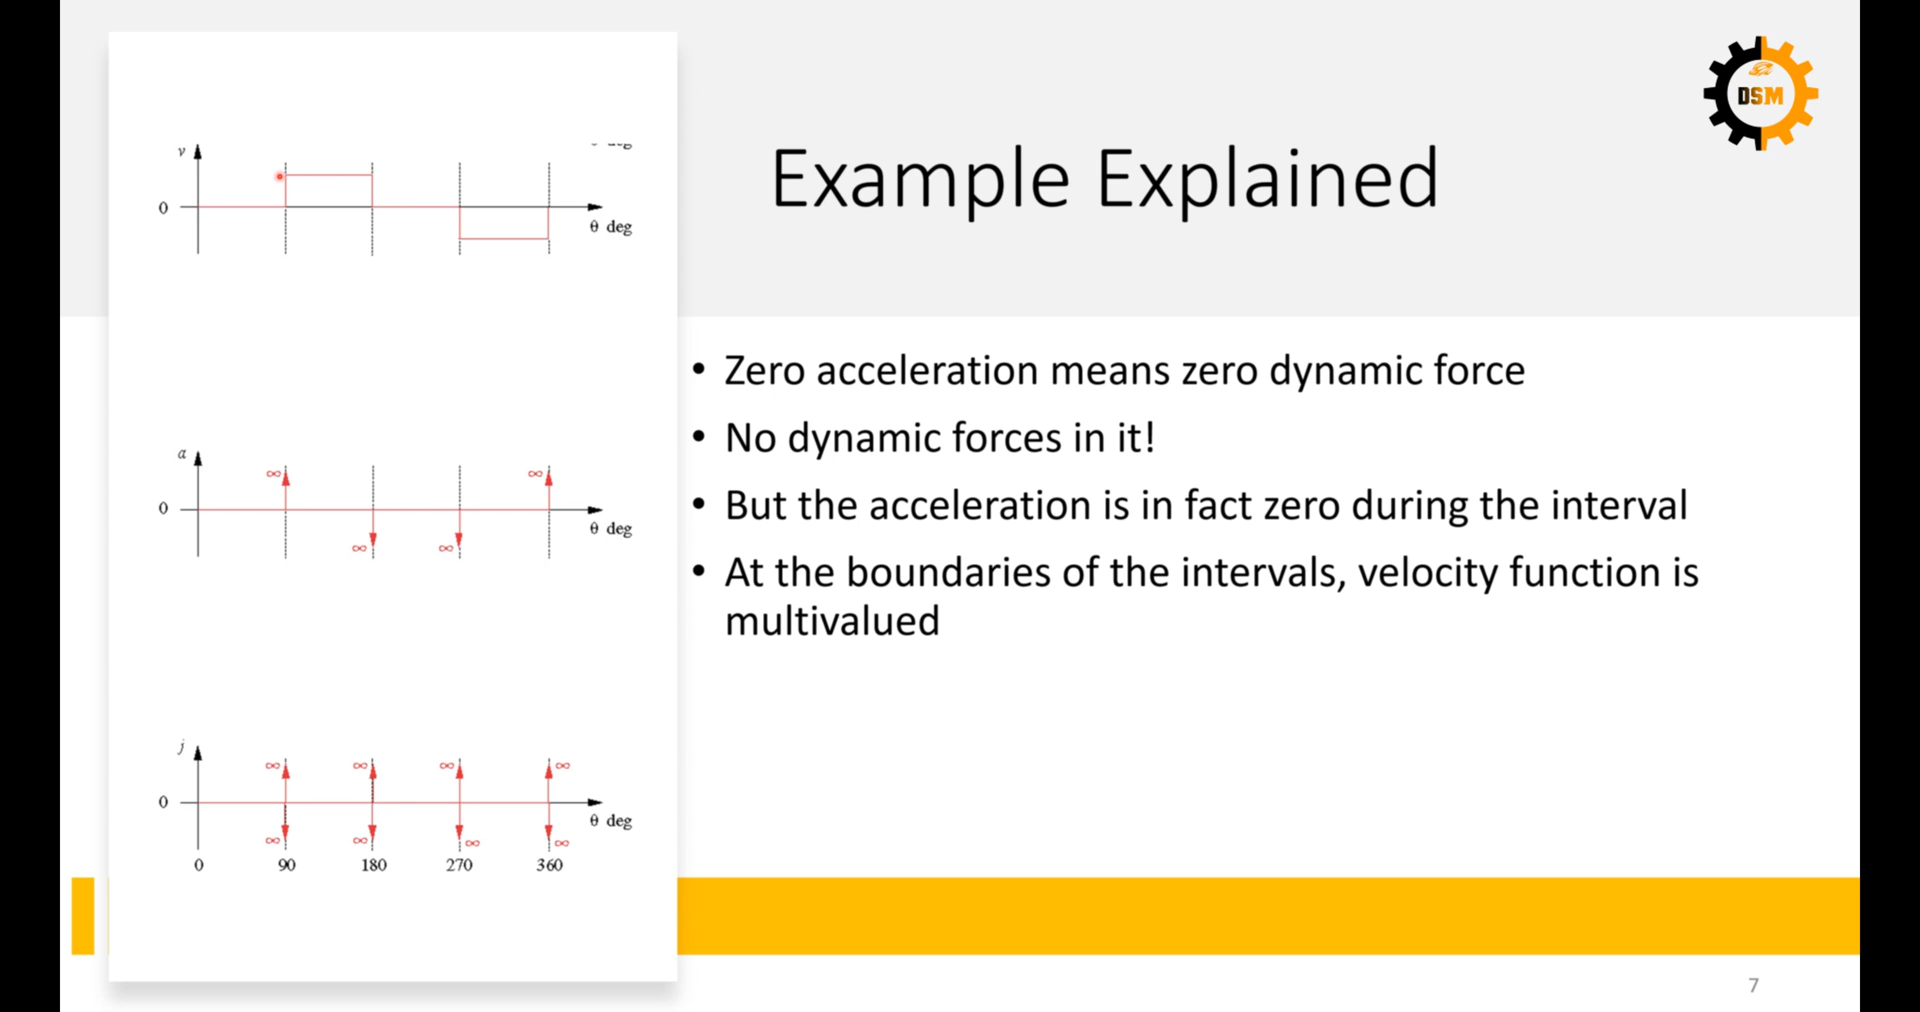 DSM
Example Explained
v
0
θ deg
a
∞
∞
0
θ deg
∞
∞
j
∞
∞
∞
∞
0
θ deg
∞
∞
∞
∞
0
90
180
270
360
• Zero acceleration means zero dynamic force
• No dynamic forces in it!
• But the acceleration is in fact zero during the interval
• At the boundaries of the intervals, velocity function is
multivalued
7